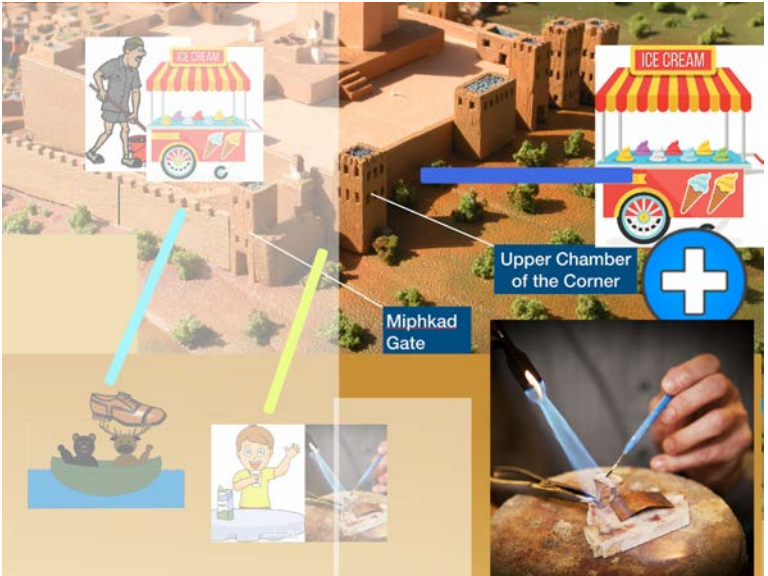 ICE CREAM
ICE CREAM
Upper Chamber
of the Corner
Miphkad
Gate